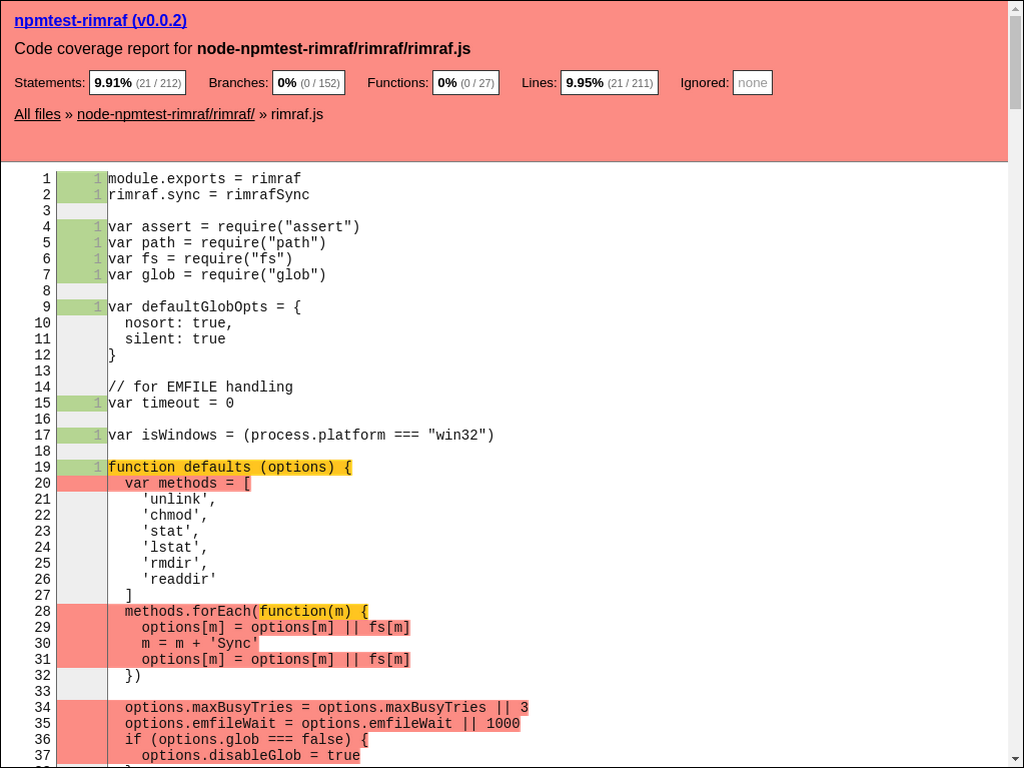 npmtest-rimraf (v0.0.2)
Code coverage report for node-npmtest-rimraf/rimraf/rimraf.js
Statements: 9.91% (21 / 212) Branches: 0% (0 / 152) Functions: 0% (0 / 27) Lines: 9.95% (21 / 211) Ignored: none
All files » node-npmtest-rimraf/rimraf/ » rimraf.js
1 1 module.exports = rimraf
2 1 rimraf.sync = rimrafSync
3
4 1 var assert = require("assert")
5 1 var path = require("path")
6 1 var fs = require("fs")
7 1 var glob = require("glob")
8
9 1 var defaultGlobOpts = {
10 nosort: true,
11 silent: true
12 }
13
14 // for EMFILE handling
15 1 var timeout = 0
16
17 1 var isWindows = (process.platform === "win32")
18
19 1 function defaults (options) {
20 var methods = [
21 'unlink',
22 'chmod',
23 'stat',
24 'lstat',
25 'rmdir',
26 'readdir'
27 ]
28 methods.forEach(function(m) {
29 options[m] = options[m] || fs[m]
30 m = m + 'Sync'
31 options[m] = options[m] || fs[m]
32 })
33
34 options.maxBusyTries = options.maxBusyTries || 3
35 options.emfileWait = options.emfileWait || 1000
36 if (options.glob === false) {
37 options.disableGlob = true